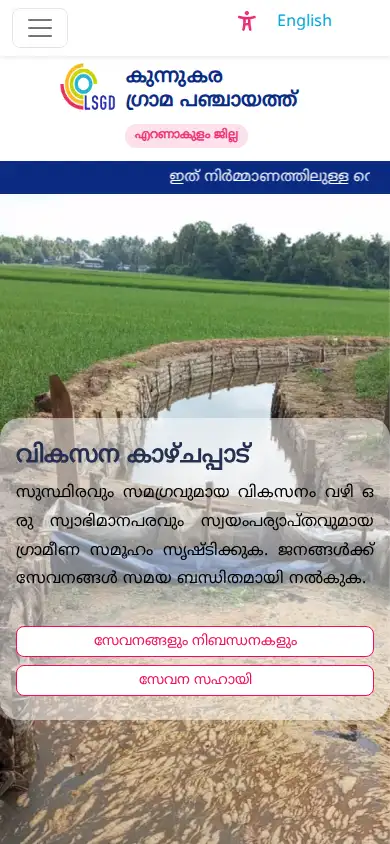 English
LSGD
കുന്നുകര
ഗ്രാമ പഞ്ചായത്ത്
എറണാകുളം ജില്ല
ഇത് നിർമ്മാണത്തിലുള്ള
വികസന കാഴ്ചപ്പാട്
സുസ്ഥിരവും സമഗ്രവുമായ വികസനം വഴി ഒ
രു സ്വാഭിമാനപരവും സ്വയംപര്യാപ്തവുമായ
ഗ്രാമീണ സമൂഹം സൃഷ്ടിക്കുക. ജനങ്ങൾക്ക്
സേവനങ്ങൾ സമയ ബന്ധിതമായി നൽകുക.
സേവനങ്ങളും നിബന്ധനകളും
സേവന സഹായി